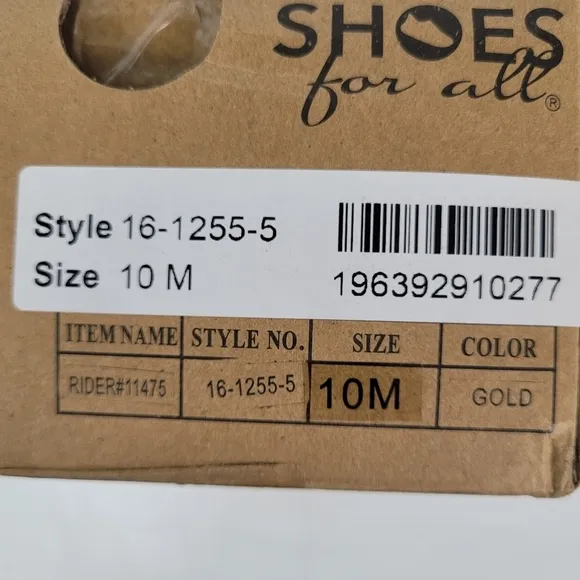 SHOES
for all®
Style 16-1255-5
Size 10 M
196392910277
ITEM NAME STYLE NO. SIZE COLOR
RIDER#11475 16-1255-5 10M GOLD